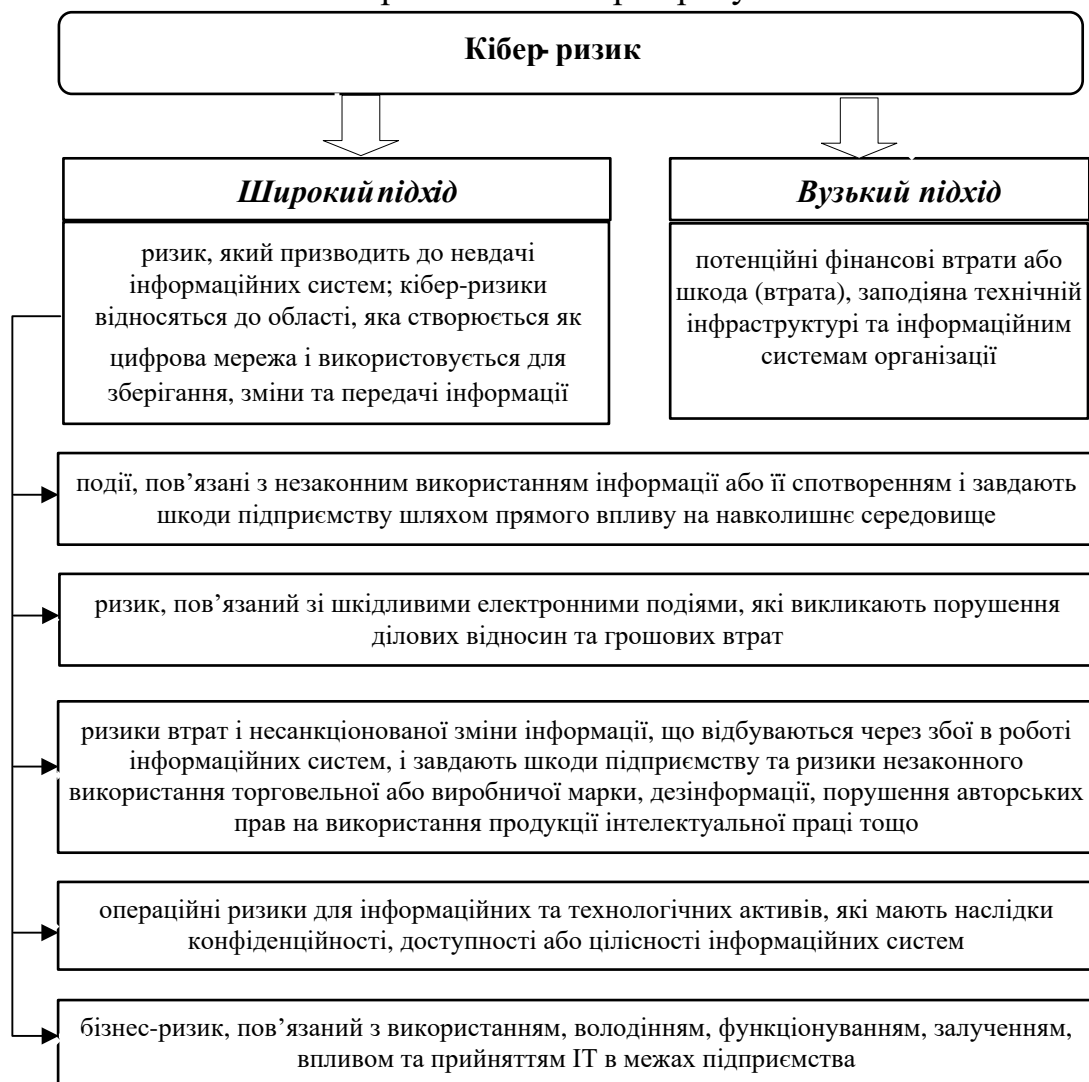 Кібер-ризик
Широкий підхід
ризик, який призводить до невдачі
інформаційних систем; кібер-ризики
відносяться до області, яка створюється як
цифрова мережа і використовується для
зберігання, зміни та передачі інформації
Вузький підхід
потенційні фінансові втрати або
шкода (втрата), заподіяна технічній
інфраструктурі та інформаційним
системам організації
події, пов’язані з незаконним використанням інформації або її спотворенням і завдають
шкоди підприємству шляхом прямого впливу на навколишнє середовище
ризик, пов’язаний зі шкідливими електронними подіями, які викликають порушення
ділових відносин та грошових втрат
ризики втрат і несанкціонованої зміни інформації, що відбуваються через збої в роботі
інформаційних систем, і завдають шкоди підприємству та ризики незаконного
використання торговельної або виробничої марки, дезінформації, порушення авторських
прав на використання продукції інтелектуальної праці тощо
операційні ризики для інформаційних та технологічних активів, які мають наслідки
конфіденційності, доступності або цілісності інформаційних систем
бізнес-ризик, пов’язаний з використанням, володінням, функціонуванням, залученням,
впливом та прийняттям ІТ в межах підприємства